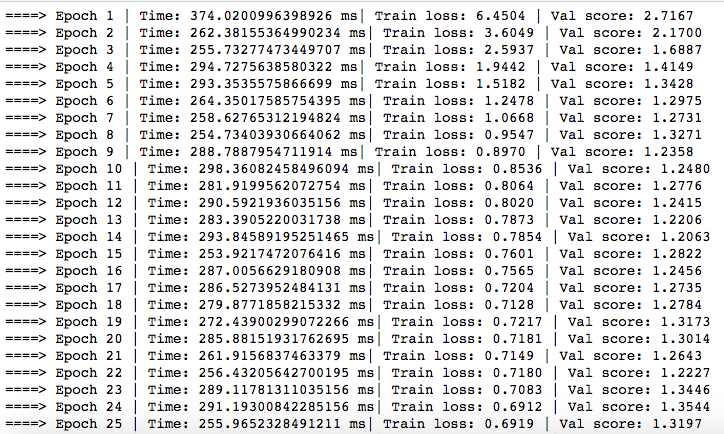 ====> Epoch 1 | Time: 374.0200996398926 ms| Train loss: 6.4504 | Val score: 2.7167
====> Epoch 2 | Time: 262.38155364990234 ms| Train loss: 3.6049 | Val score: 2.1700
====> Epoch 3 | Time: 255.73277473449707 ms| Train loss: 2.5937 | Val score: 1.6887
====> Epoch 4 | Time: 294.7275638580322 ms| Train loss: 1.9442 | Val score: 1.4149
====> Epoch 5 | Time: 293.3535575866699 ms| Train loss: 1.5182 | Val score: 1.3428
====> Epoch 6 | Time: 264.35017585754395 ms| Train loss: 1.2478 | Val score: 1.2975
====> Epoch 7 | Time: 258.62765312194824 ms| Train loss: 1.0668 | Val score: 1.2731
====> Epoch 8 | Time: 254.73403930664062 ms| Train loss: 0.9547 | Val score: 1.3271
====> Epoch 9 | Time: 288.7887954711914 ms| Train loss: 0.8970 | Val score: 1.2358
====> Epoch 10 | Time: 298.36082458496094 ms| Train loss: 0.8536 | Val score: 1.2480
====> Epoch 11 | Time: 281.9199562072754 ms| Train loss: 0.8064 | Val score: 1.2776
====> Epoch 12 | Time: 290.5921936035156 ms| Train loss: 0.8020 | Val score: 1.2415
====> Epoch 13 | Time: 283.3905220031738 ms| Train loss: 0.7873 | Val score: 1.2206
====> Epoch 14 | Time: 293.84589195251465 ms| Train loss: 0.7854 | Val score: 1.2063
====> Epoch 15 | Time: 253.9217472076416 ms| Train loss: 0.7601 | Val score: 1.2822
====> Epoch 16 | Time: 287.0056629180908 ms| Train loss: 0.7565 | Val score: 1.2456
====> Epoch 17 | Time: 286.5273952484131 ms| Train loss: 0.7204 | Val score: 1.2735
====> Epoch 18 | Time: 279.8771858215332 ms| Train loss: 0.7128 | Val score: 1.2784
====> Epoch 19 | Time: 272.43900299072266 ms| Train loss: 0.7217 | Val score: 1.3173
====> Epoch 20 | Time: 285.88151931762695 ms| Train loss: 0.7181 | Val score: 1.3014
====> Epoch 21 | Time: 261.9156837463379 ms| Train loss: 0.7149 | Val score: 1.2643
====> Epoch 22 | Time: 256.43205642700195 ms| Train loss: 0.7180 | Val score: 1.2227
====> Epoch 23 | Time: 289.11781311035156 ms| Train loss: 0.7083 | Val score: 1.3446
====> Epoch 24 | Time: 291.19300842285156 ms| Train loss: 0.6912 | Val score: 1.3544
====> Epoch 25 | Time: 255.9652328491211 ms| Train loss: 0.6919 | Val score: 1.3197